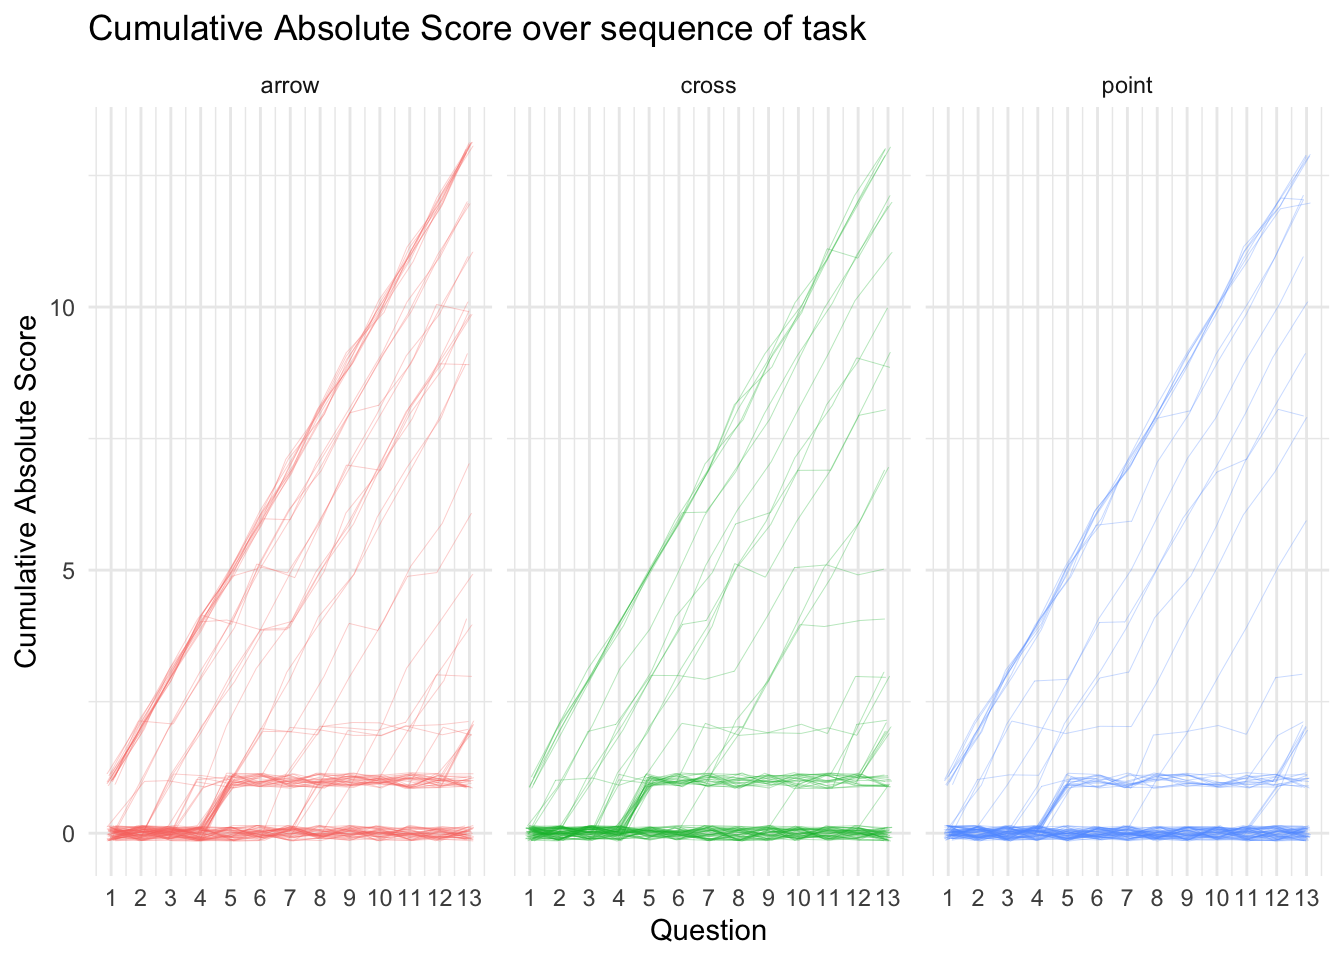 Cumulative Absolute Score over sequence of task
arrow
cross
point
Cumulative Absolute Score
10
5
0
1 2 3 4 5 6 7 8 9 10 11 12 13
1 2 3 4 5 6 7 8 9 10 11 12 13
1 2 3 4 5 6 7 8 9 10 11 12 13
Question